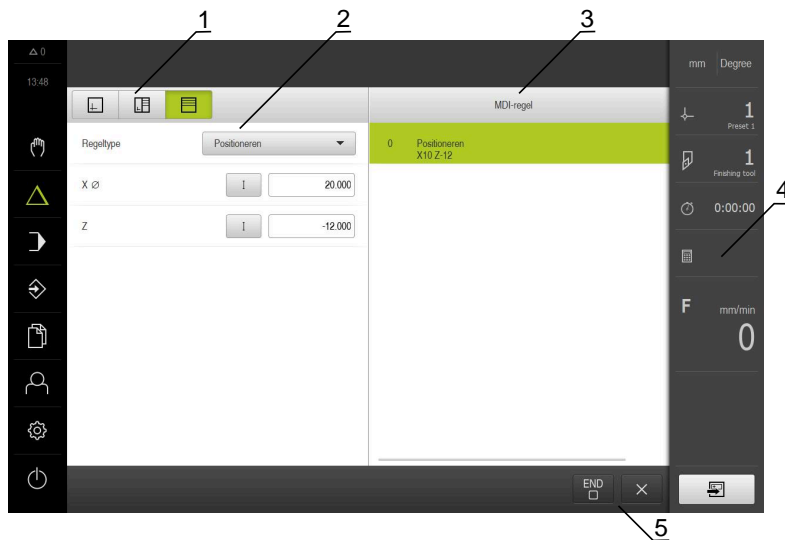 1 2 3
△ 0
mm Degree
13:48
MDI-regel
1
Preset 1
Regeltype Positioneren
0 Positioneren
X10 Z-12
1
Finishing tool
X ∅ I 20.000
4
0:00:00
Z I -12.000
F mm/min
0
END
5